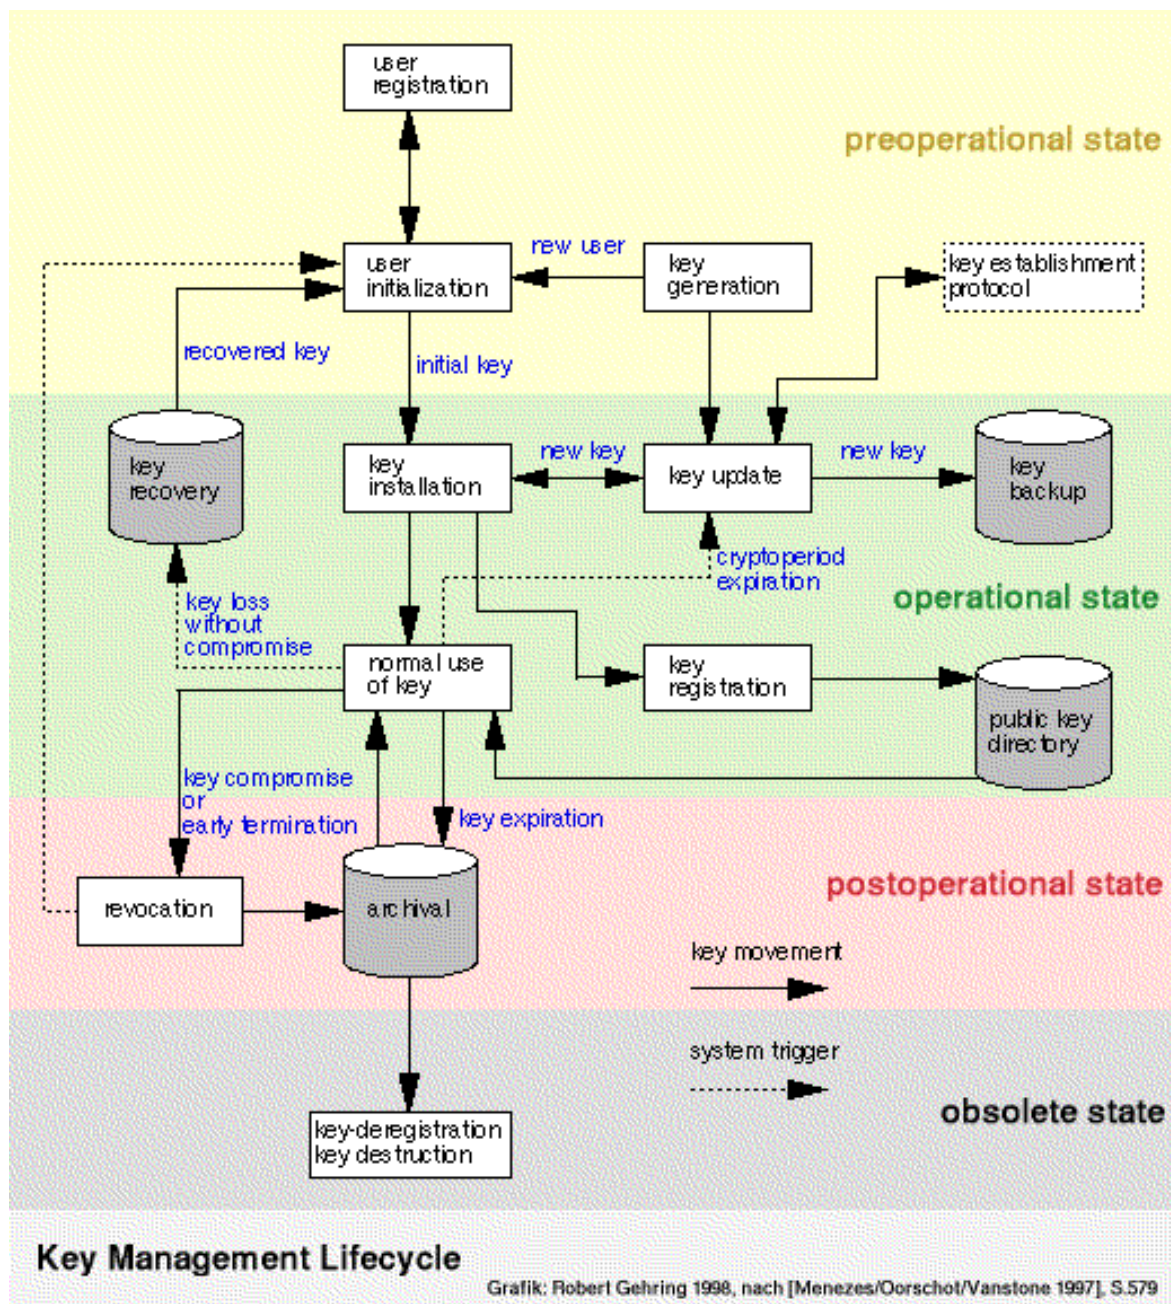 user
registration
preoperational state
new user
user
initialization
key
generation
key establishment
protocol
recovered key
initial key
key
recovery
key
installation
new key
key update
new key
key
backup
cryptoperiod
expiration
operational state
key loss
without
compromise
normal use
of key
key
registration
public key
directory
key compromise
or
early termination
key expiration
postoperational state
revocation
archival
key movement
system trigger
obsolete state
key-deregistration
key destruction
Key Management Lifecycle
Grafik: Robert Gehring 1998, nach [Menezes/Oorschot/Vanstone 1997], S.579